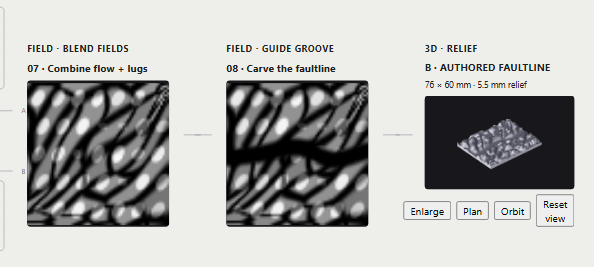 FIELD · BLEND FIELDS
07 · Combine flow + lugs
A
B
FIELD · GUIDE GROOVE
08 · Carve the faultline
3D · RELIEF
B · AUTHORED FAULTLINE
76 × 60 mm · 5.5 mm relief
Enlarge
Plan
Orbit
Reset
view